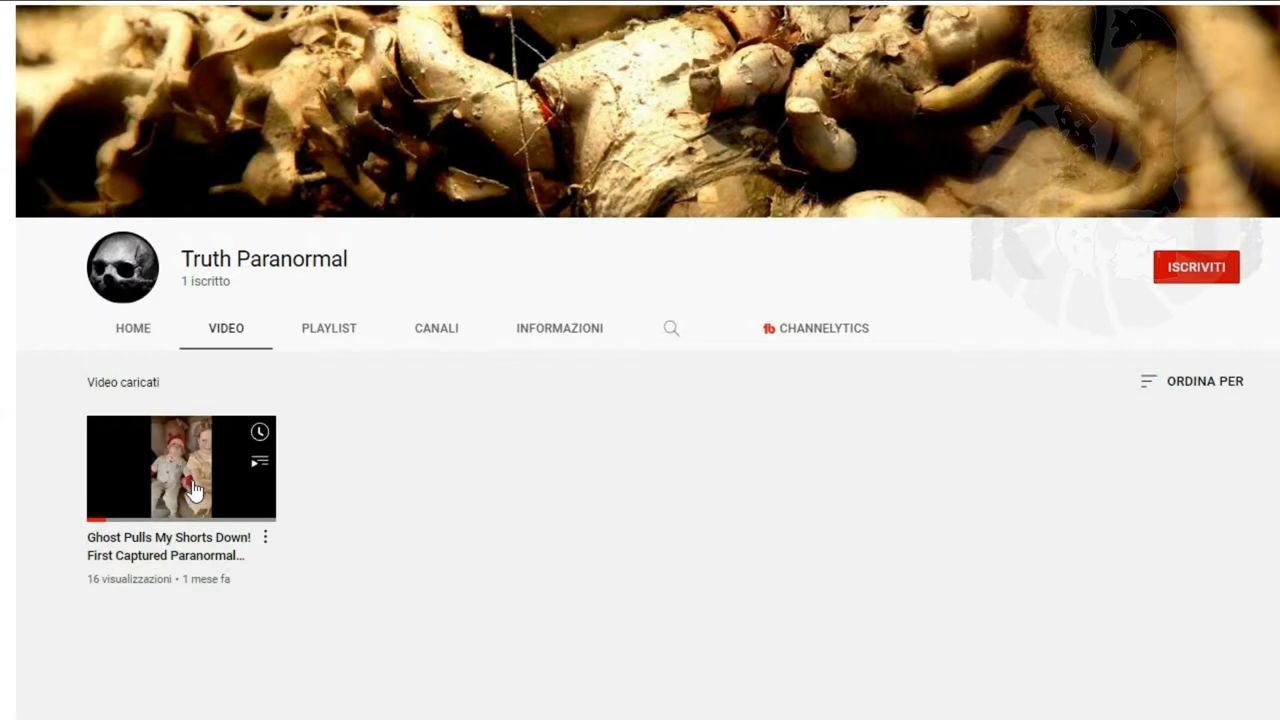 Truth Paranormal
1 iscritto
ISCRIVITI
HOME VIDEO PLAYLIST CANALI INFORMAZIONI tb CHANNELYTICS
Video caricati
ORDINA PER
Ghost Pulls My Shorts Down!
First Captured Paranormal...
16 visualizzazioni • 1 mese fa